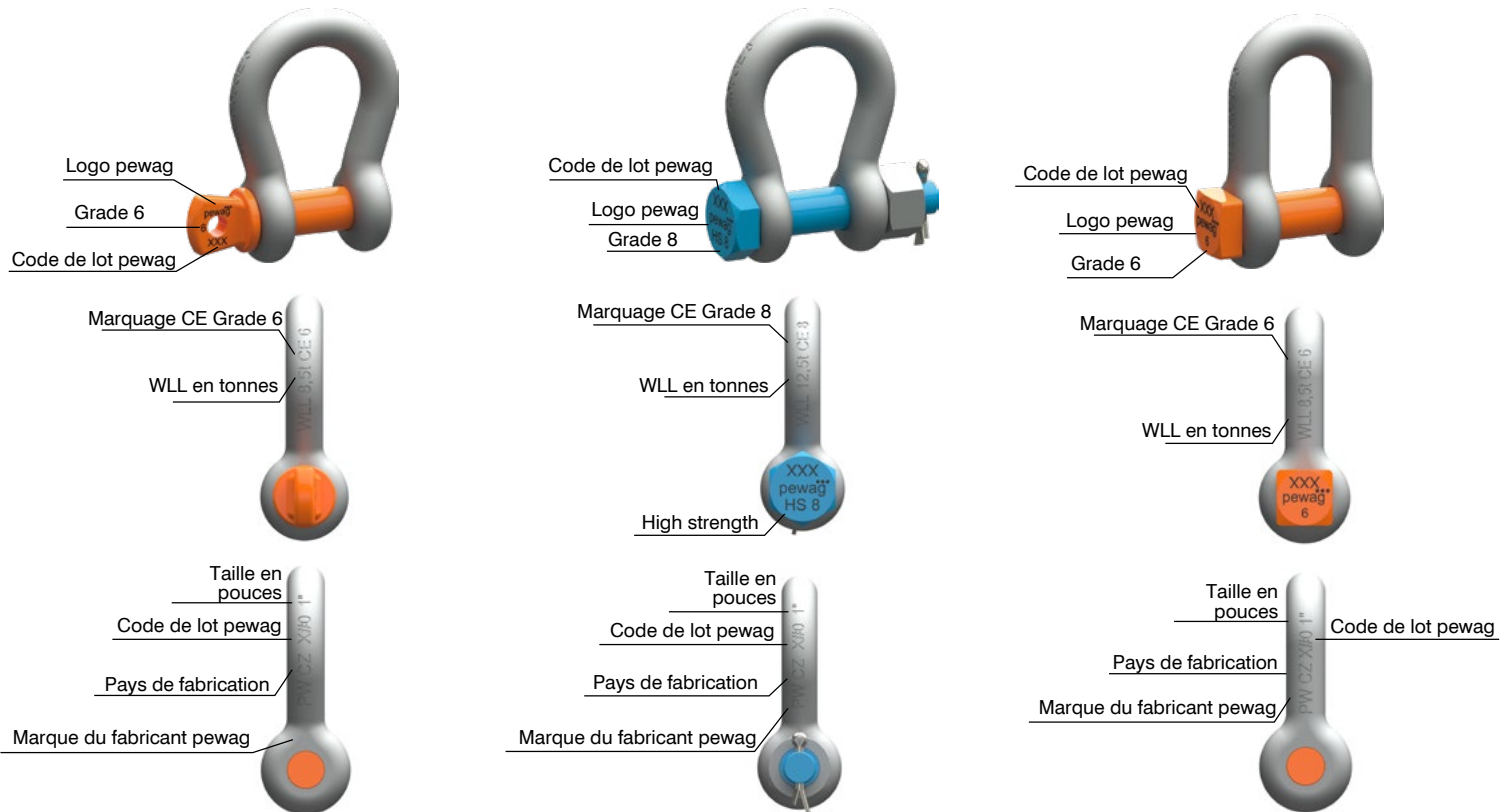 Logo pewag
Grade 6
Code de lot pewag
pewag
6
XXX
Marquage CE Grade 6
WLL en tonnes
WLL 8,5t CE 6
Taille en
pouces
Code de lot pewag
Pays de fabrication
Marque du fabricant pewag
PW CZ X//0 1"
Code de lot pewag
Logo pewag
Grade 8
XXX
pewag
HS 8
Marquage CE Grade 8
WLL en tonnes
WLL 12,5t CE 8
XXX
pewag
HS 8
High strength
Taille en
pouces
Code de lot pewag
Pays de fabrication
Marque du fabricant pewag
PW CZ X//0 1"
Code de lot pewag
Logo pewag
Grade 6
XXX
pewag
6
Marquage CE Grade 6
WLL en tonnes
WLL 8,5t CE 6
XXX
pewag
6
Taille en
pouces
Code de lot pewag
Pays de fabrication
Marque du fabricant pewag
PW CZ X//0 1"